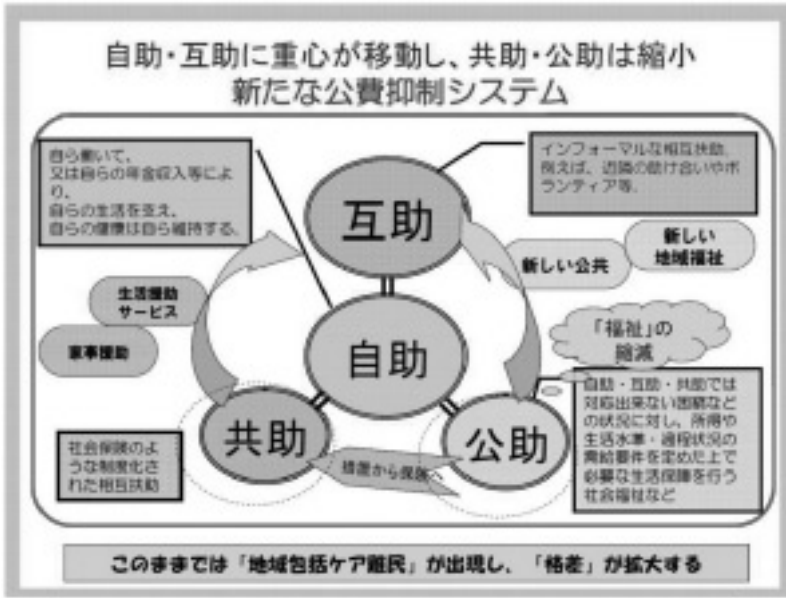 自助・互助に重心が移動し、共助・公助は縮小
新たな公費抑制システム
自ら働いて、
又は自らの年金収入等によ
り、
自らの生活を支え、
自らの健康は自ら維持する。
インフォーマルな相互扶助。
例えば、近隣の助け合いやボ
ランティア等。
互助
新しい
地域福祉
新しい公共
生活援助
サービス
家事援助
自助
「福祉」の
縮減
共助
公助
社会保険のよ
うな制度化さ
れた相互扶助
措置から保険へ
自助・互助・共助では
対応出来ない困窮など
の状況に対し、所得や
生活水準・過程状況の
需給要件を定めた上で
必要な生活保障を行う
社会福祉など
このままでは「地域包括ケア難民」が出現し、「格差」が拡大する